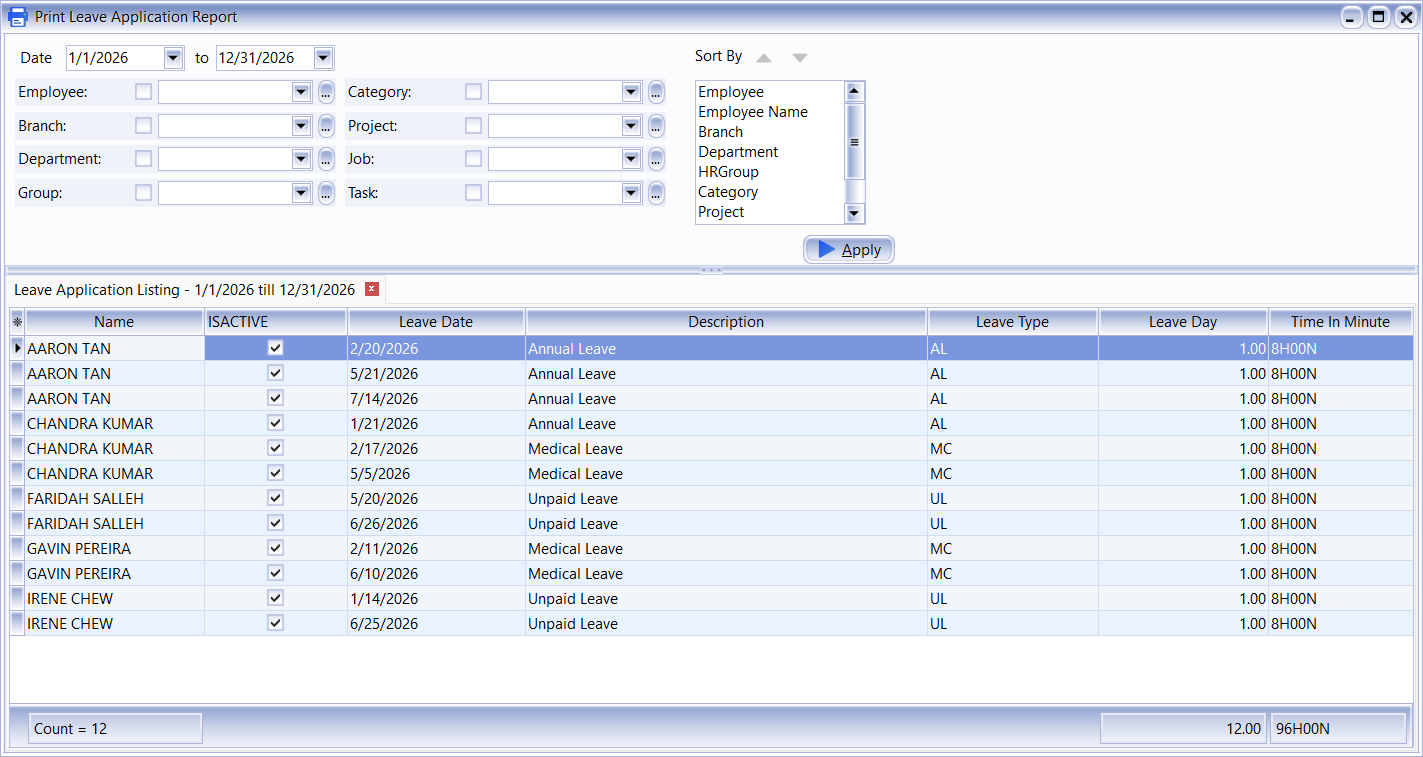 Print Leave Application Report
Date 1/1/2026 to 12/31/2026 Sort By
Employee: ... Category: ...
Branch: ... Project: ...
Department: ... Job: ...
Group: ... Task: ...
Employee
Employee Name
Branch
Department
HRGroup
Category
Project
Apply
Leave Application Listing - 1/1/2026 till 12/31/2026
Name ISACTIVE Leave Date Description Leave Type Leave Day Time In Minute
AARON TAN 2/20/2026 Annual Leave AL 1.00 8H00N
AARON TAN 5/21/2026 Annual Leave AL 1.00 8H00N
AARON TAN 7/14/2026 Annual Leave AL 1.00 8H00N
CHANDRA KUMAR 1/21/2026 Annual Leave AL 1.00 8H00N
CHANDRA KUMAR 2/17/2026 Medical Leave MC 1.00 8H00N
CHANDRA KUMAR 5/5/2026 Medical Leave MC 1.00 8H00N
FARIDAH SALLEH 5/20/2026 Unpaid Leave UL 1.00 8H00N
FARIDAH SALLEH 6/26/2026 Unpaid Leave UL 1.00 8H00N
GAVIN PEREIRA 2/11/2026 Medical Leave MC 1.00 8H00N
GAVIN PEREIRA 6/10/2026 Medical Leave MC 1.00 8H00N
IRENE CHEW 1/14/2026 Unpaid Leave UL 1.00 8H00N
IRENE CHEW 6/25/2026 Unpaid Leave UL 1.00 8H00N
Count = 12 12.00 96H00N